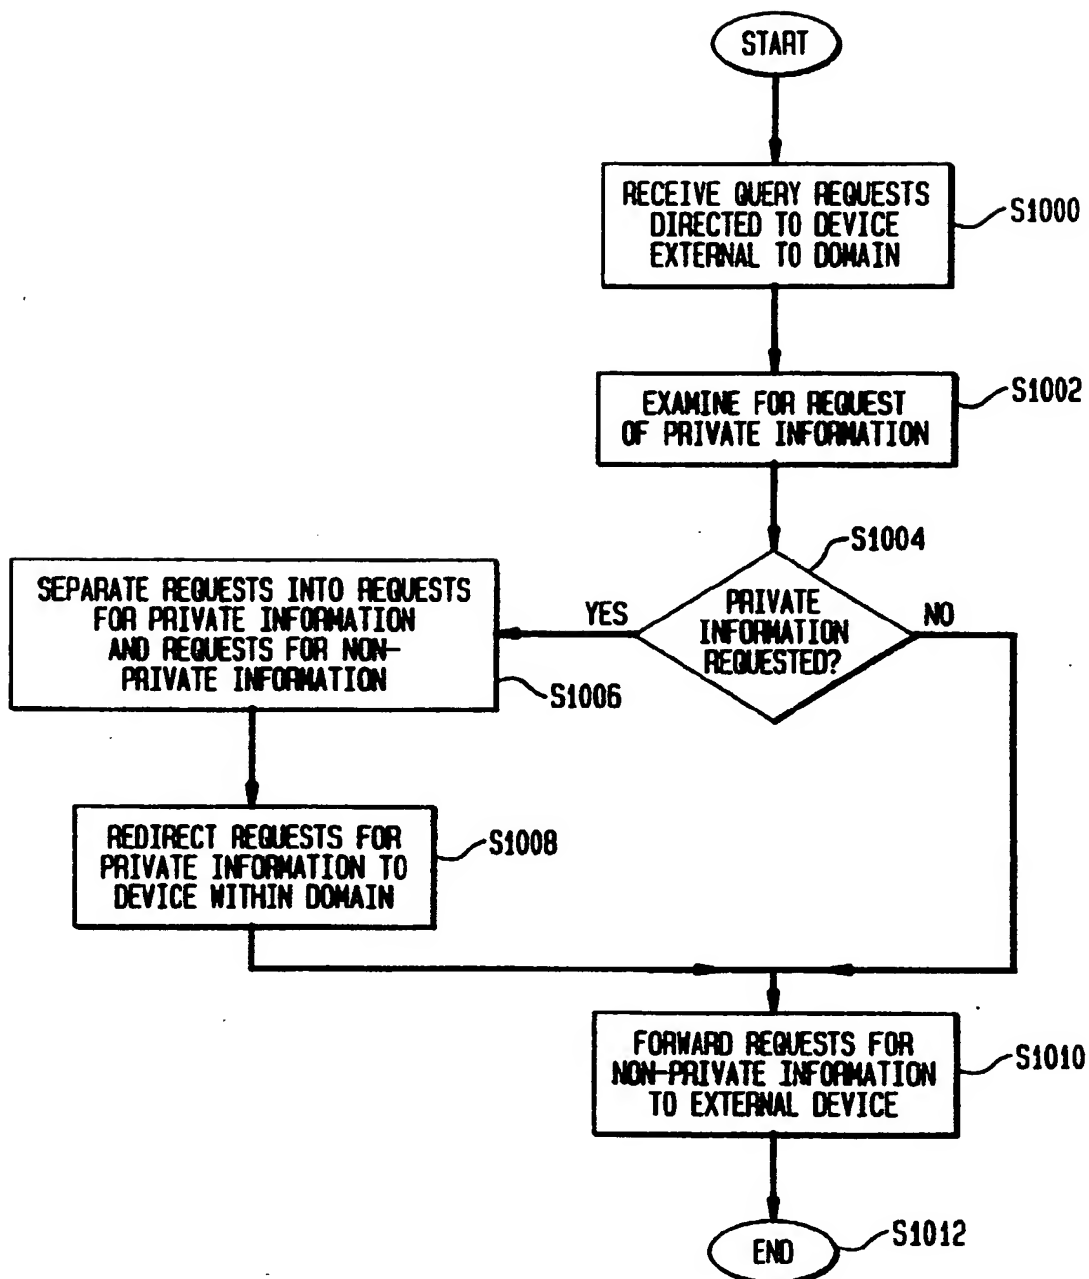 START
RECEIVE QUERY REQUESTS
DIRECTED TO DEVICE
EXTERNAL TO DOMAIN
S1000
EXAMINE FOR REQUEST
OF PRIVATE INFORMATION
S1002
S1004
PRIVATE
INFORMATION
REQUESTED?
YES
NO
SEPARATE REQUESTS INTO REQUESTS
FOR PRIVATE INFORMATION
AND REQUESTS FOR NON-
PRIVATE INFORMATION
S1006
REDIRECT REQUESTS FOR
PRIVATE INFORMATION TO
DEVICE WITHIN DOMAIN
S1008
FORWARD REQUESTS FOR
NON-PRIVATE INFORMATION
TO EXTERNAL DEVICE
S1010
END
S1012